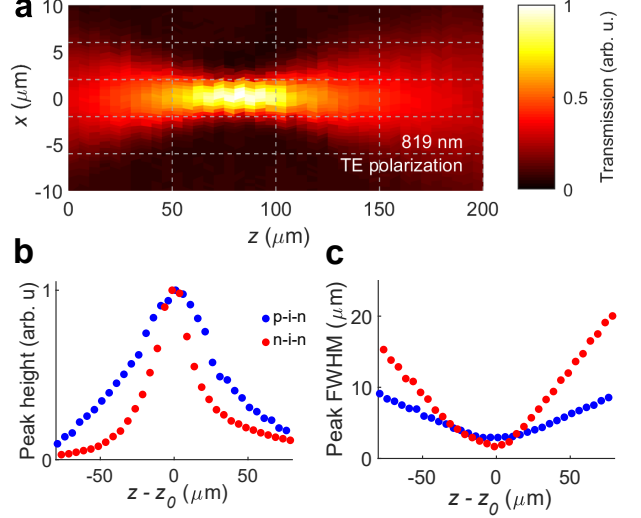 a
10
5
0
-5
-10
x (μm)
819 nm
TE polarization
0 50 100 150 200
z (μm)
1
0.5
0
Transmission (arb. u.)
b
1
0
Peak height (arb. u)
p-i-n
n-i-n
-50 0 50
z - z0 (μm)
c
20
10
0
Peak FWHM (μm)
-50 0 50
z - z0 (μm)